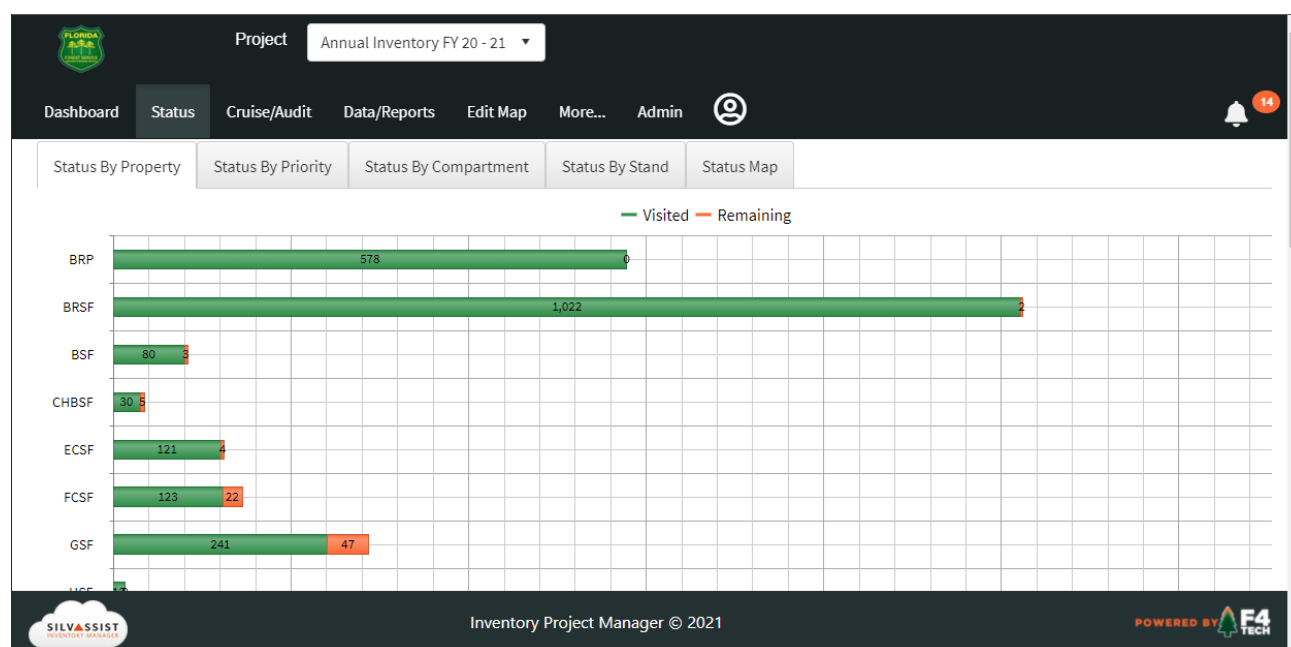 FLORIDA
Project
Annual Inventory FY 20 - 21
Dashboard Status Cruise/Audit Data/Reports Edit Map More... Admin
14
Status By Property Status By Priority Status By Compartment Status By Stand Status Map
Visited Remaining
BRP 578 0
BRSF 1,022 2
BSF 80 3
CHBSF 30 5
ECSF 121 4
FCSF 123 22
GSF 241 47
SILVASSIST
INVENTORY MANAGER
Inventory Project Manager © 2021
POWERED BY F4 TECH